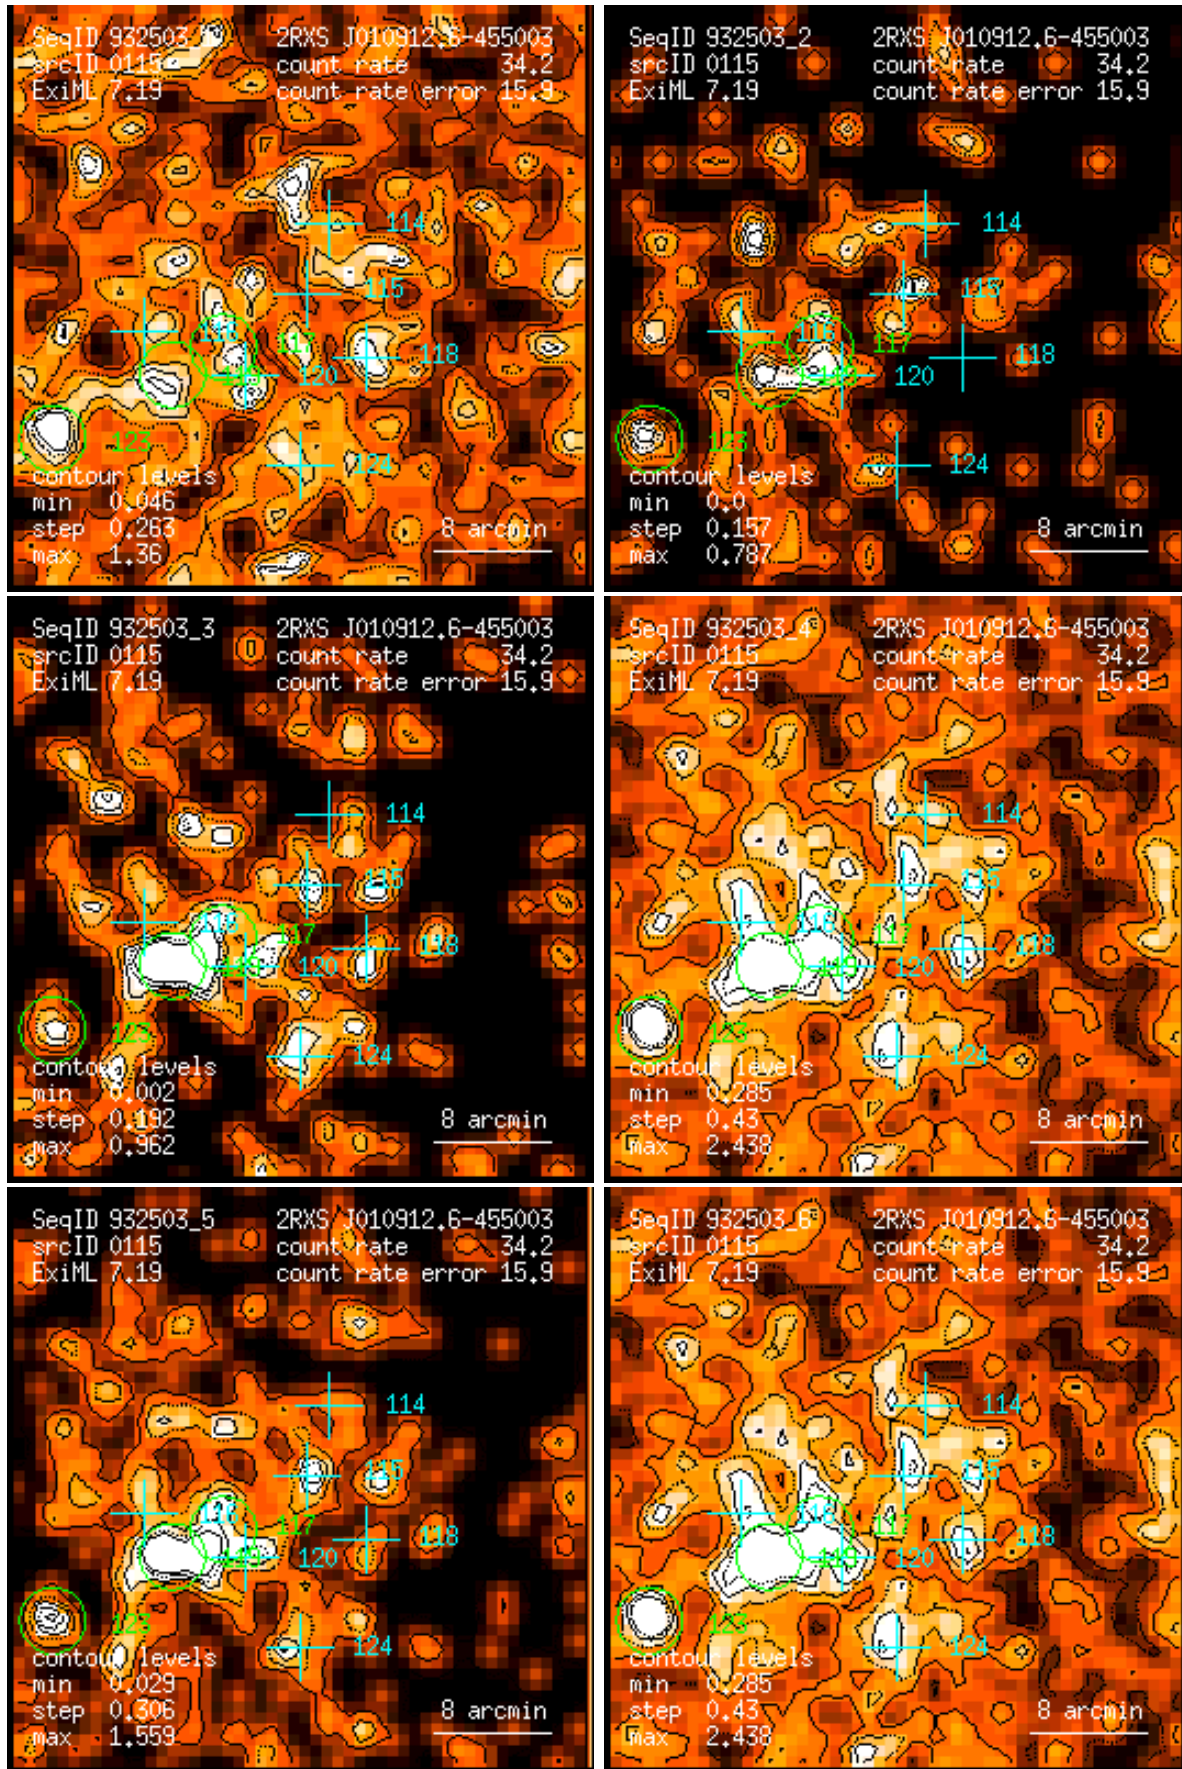 SeqID 932503_ 2RXS J010912.6-455003
srcID 0115 count rate 34.2
ExiML 7.19 count rate error 15.9
114
115
116 117
118
119 120
123
124
contour levels
min 0.046
step 0.263 8 arcmin
max 1.36
SeqID 932503_2 2RXS J010912.6-455003
srcID 0115 count rate 34.2
ExiML 7.19 count rate error 15.9
114
115
116 117
118
119 120
123
124
contour levels
min 0.0
step 0.157 8 arcmin
max 0.787
SeqID 932503_3 2RXS J010912.6-455003
srcID 0115 count rate 34.2
ExiML 7.19 count rate error 15.9
114
115
116 117
118
119 120
123
124
contour levels
min 0.002
step 0.192 8 arcmin
max 0.962
SeqID 932503_4 2RXS J010912.6-455003
srcID 0115 count rate 34.2
ExiML 7.19 count rate error 15.9
114
115
116 117
118
119 120
123
124
contour levels
min 0.285
step 0.43 8 arcmin
max 2.438
SeqID 932503_5 2RXS J010912.6-455003
srcID 0115 count rate 34.2
ExiML 7.19 count rate error 15.9
114
115
116 117
118
119 120
123
124
contour levels
min 0.029
step 0.306 8 arcmin
max 1.559
SeqID 932503_6 2RXS J010912.6-455003
srcID 0115 count rate 34.2
ExiML 7.19 count rate error 15.9
114
115
116 117
118
119 120
123
124
contour levels
min 0.285
step 0.43 8 arcmin
max 2.438